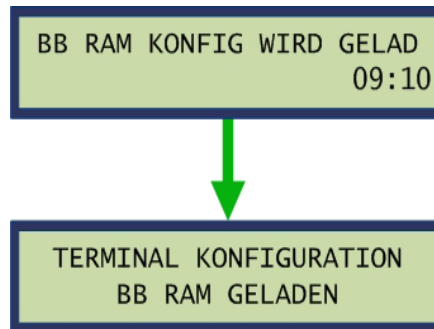 BB RAM KONFIG WIRD GELAD
09:10
TERMINAL KONFIGURATION
BB RAM GELADEN